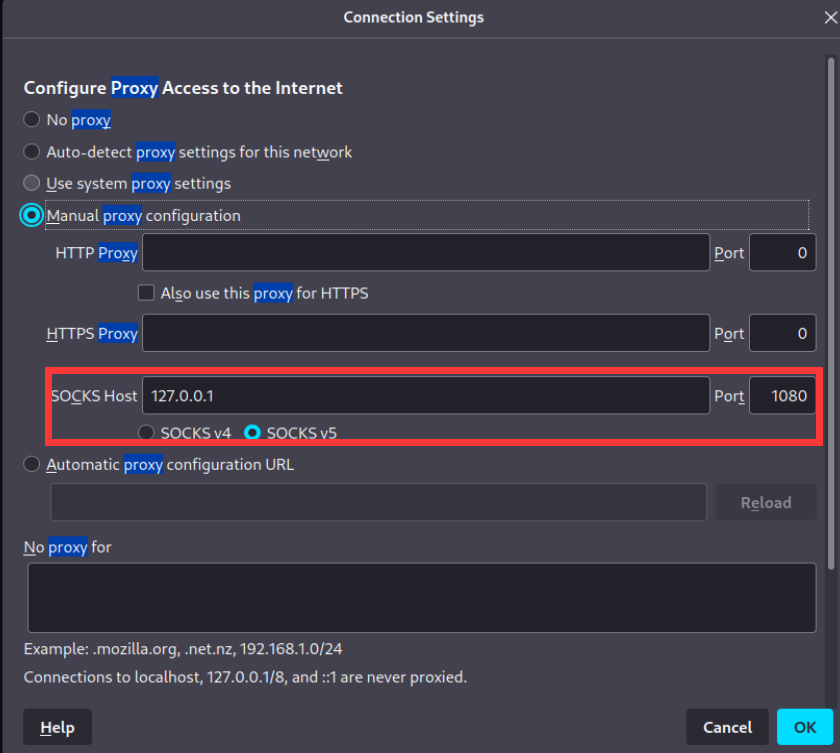 Connection Settings
Configure Proxy Access to the Internet
No proxy
Auto-detect proxy settings for this network
Use system proxy settings
Manual proxy configuration
HTTP Proxy Port 0
Also use this proxy for HTTPS
HTTPS Proxy Port 0
SOCKS Host 127.0.0.1 Port 1080
SOCKS v4 SOCKS v5
Automatic proxy configuration URL
Reload
No proxy for
Example: .mozilla.org, .net.nz, 192.168.1.0/24
Connections to localhost, 127.0.0.1/8, and ::1 are never proxied.
Help Cancel OK